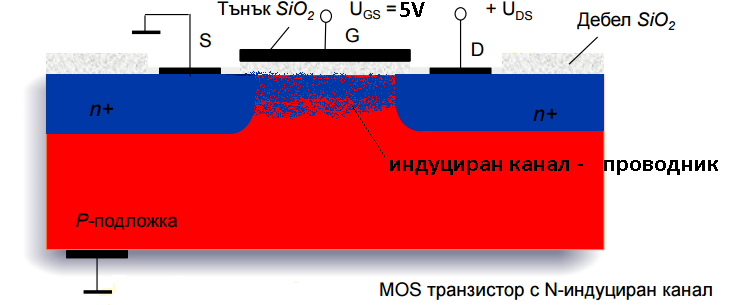 Тънък SiO2
UGS = 5V
+ UDS
Дебел SiO2
S
G
D
n+
n+
индуциран канал - проводник
P-подложка
MOS транзистор с N-индуциран канал